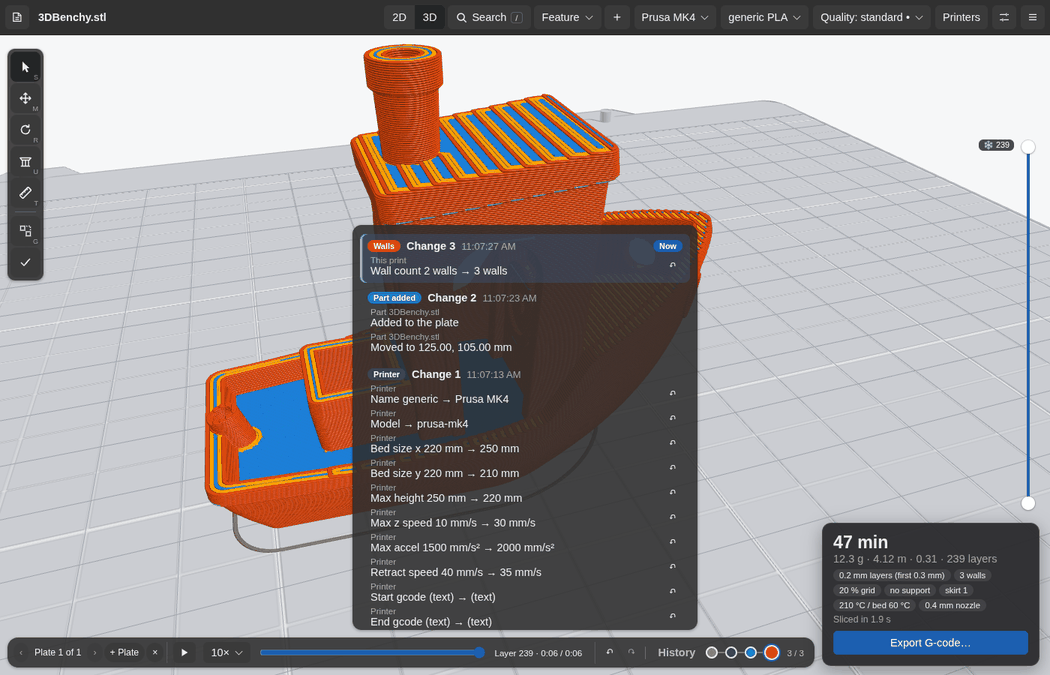 3DBenchy.stl
2D 3D Search / Feature + Prusa MK4 generic PLA Quality: standard • Printers
S
M
R
U
T
G
239
Walls Change 3 11:07:27 AM Now
This print
Wall count 2 walls → 3 walls
Part added Change 2 11:07:23 AM
Part 3DBenchy.stl
Added to the plate
Part 3DBenchy.stl
Moved to 125.00, 105.00 mm
Printer Change 1 11:07:13 AM
Printer
Name generic → Prusa MK4
Printer
Model → prusa-mk4
Printer
Bed size x 220 mm → 250 mm
Printer
Bed size y 220 mm → 210 mm
Printer
Max height 250 mm → 220 mm
Printer
Max z speed 10 mm/s → 30 mm/s
Printer
Max accel 1500 mm/s² → 2000 mm/s²
Printer
Retract speed 40 mm/s → 35 mm/s
Printer
Start gcode (text) → (text)
Printer
End gcode (text) → (text)
47 min
12.3 g · 4.12 m · 0.31 · 239 layers
0.2 mm layers (first 0.3 mm) 3 walls
20 % grid no support skirt 1
210 °C / bed 60 °C 0.4 mm nozzle
Sliced in 1.9 s
Export G-code…
‹ Plate 1 of 1 › + Plate × 10× Layer 239 · 0:06 / 0:06 History 3 / 3